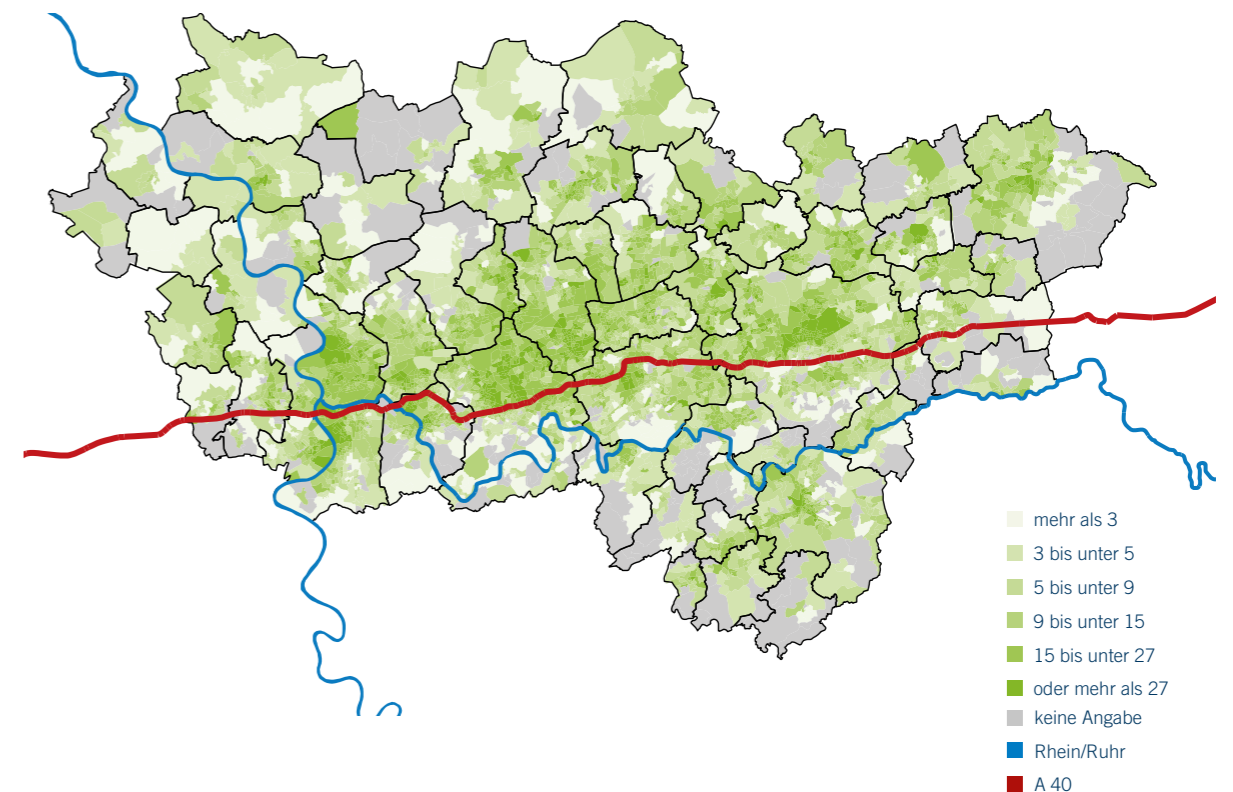 mehr als 3
3 bis unter 5
5 bis unter 9
9 bis unter 15
15 bis unter 27
oder mehr als 27
keine Angabe
Rhein/Ruhr
A 40